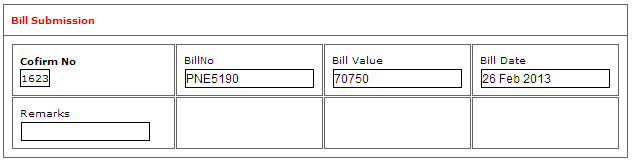 Bill Submission
Cofirm No BillNo Bill Value Bill Date
1623 PNE5190 70750 26 Feb 2013
Remarks